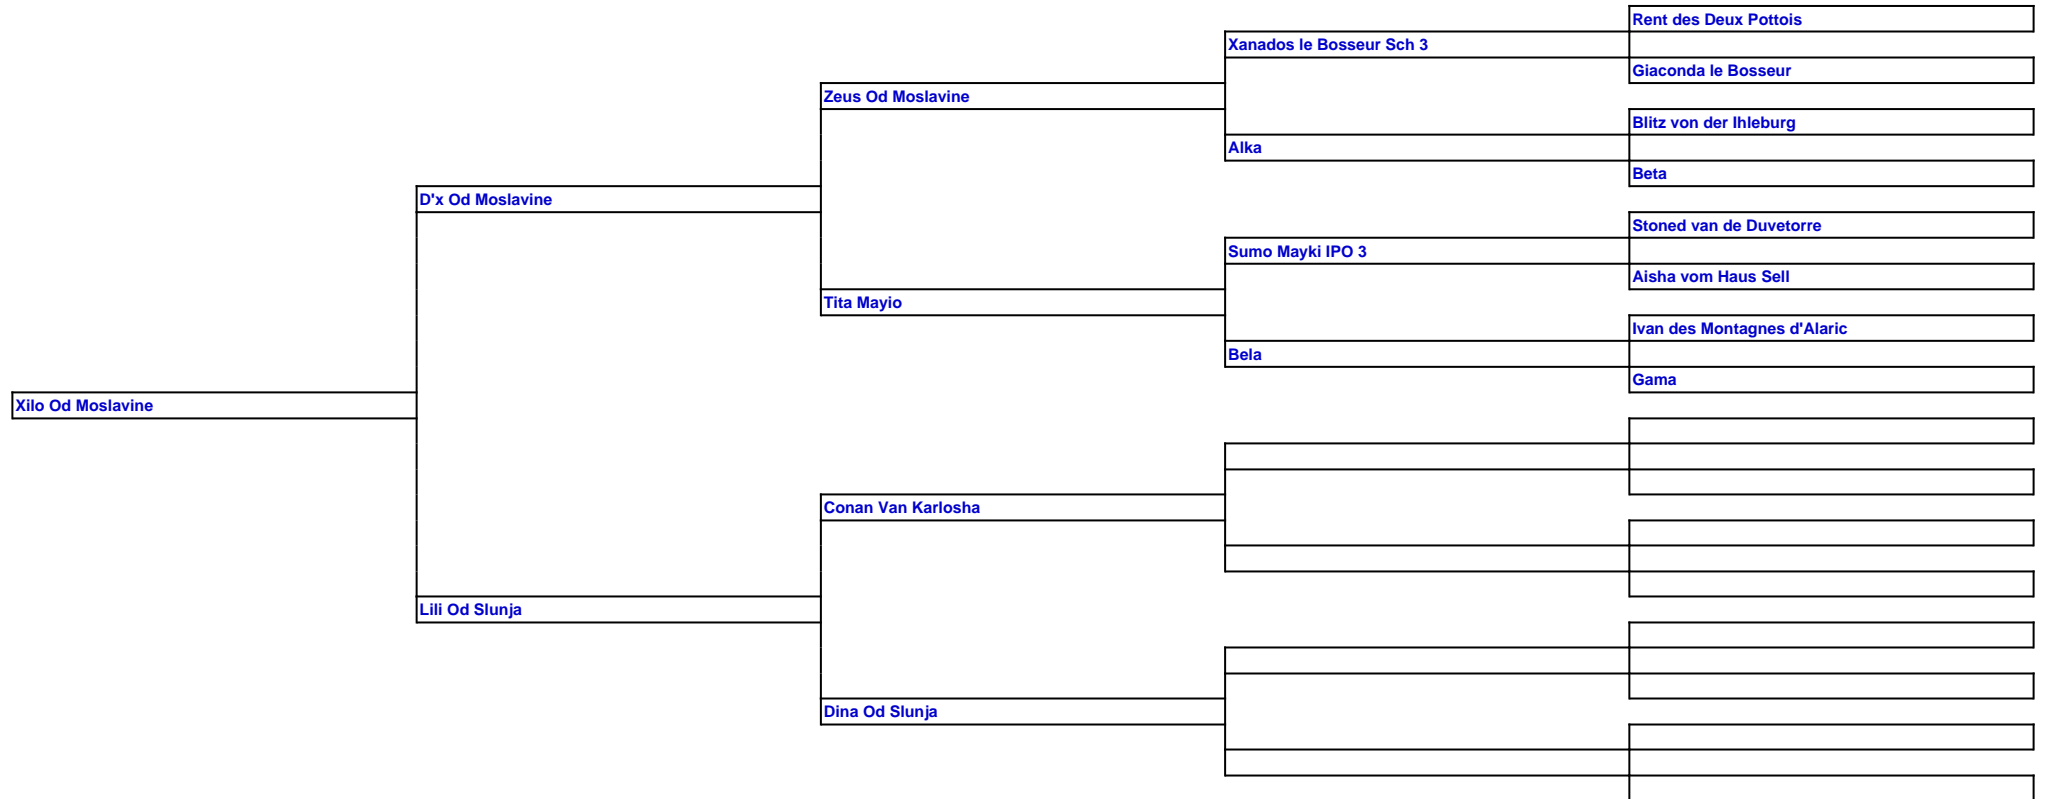 Rent des Deux Pottois
Xanados le Bosseur Sch 3
Giaconda le Bosseur
Zeus Od Moslavine
Blitz von der Ihleburg
Alka
Beta
D'x Od Moslavine
Stoned van de Duvetorre
Sumo Mayki IPO 3
Aisha vom Haus Sell
Tita Mayio
Ivan des Montagnes d'Alaric
Bela
Gama
Xilo Od Moslavine
Conan Van Karlosha
Lili Od Slunja
Dina Od Slunja